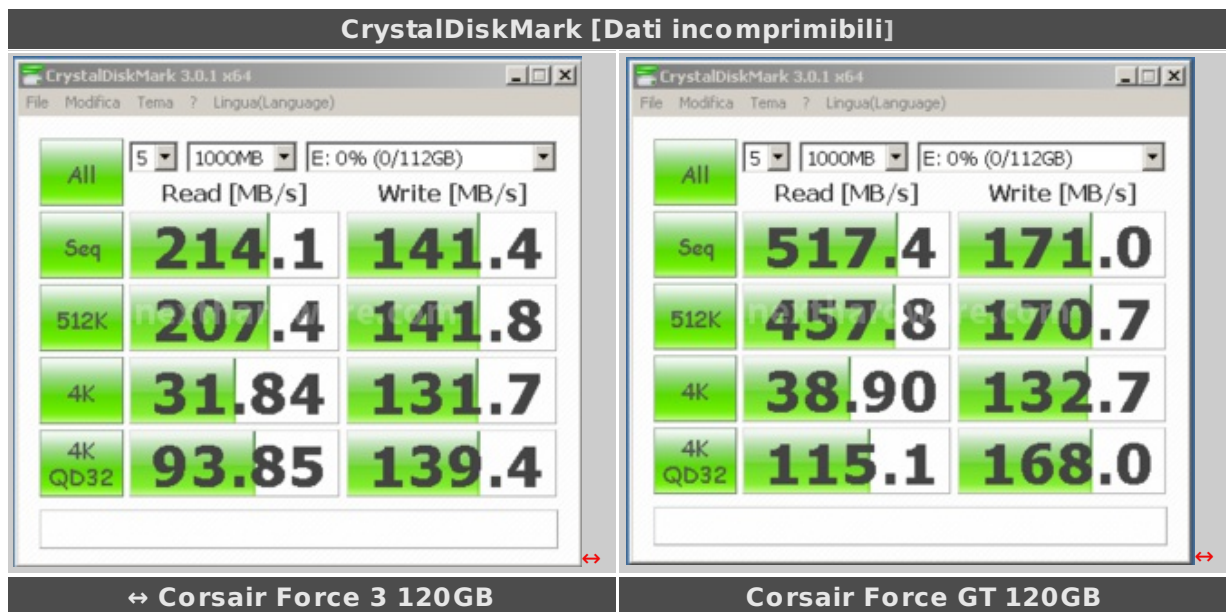 CrystalDiskMark [Dati incomprimibili]
CrystalDiskMark 3.0.1 x64
File Modifica Tema ? Lingua(Language)
All 5 1000MB E: 0% (0/112GB)
Read [MB/s] Write [MB/s]
Seq 214.1 141.4
512K 207.4 141.8
4K 31.84 131.7
4K QD32 93.85 139.4
nexthardware.com
↔
↔ Corsair Force 3 120GB
CrystalDiskMark 3.0.1 x64
File Modifica Tema ? Lingua(Language)
All 5 1000MB E: 0% (0/112GB)
Read [MB/s] Write [MB/s]
Seq 517.4 171.0
512K 457.8 170.7
4K 38.90 132.7
4K QD32 115.1 168.0
nexthardware.com
↔
Corsair Force GT 120GB